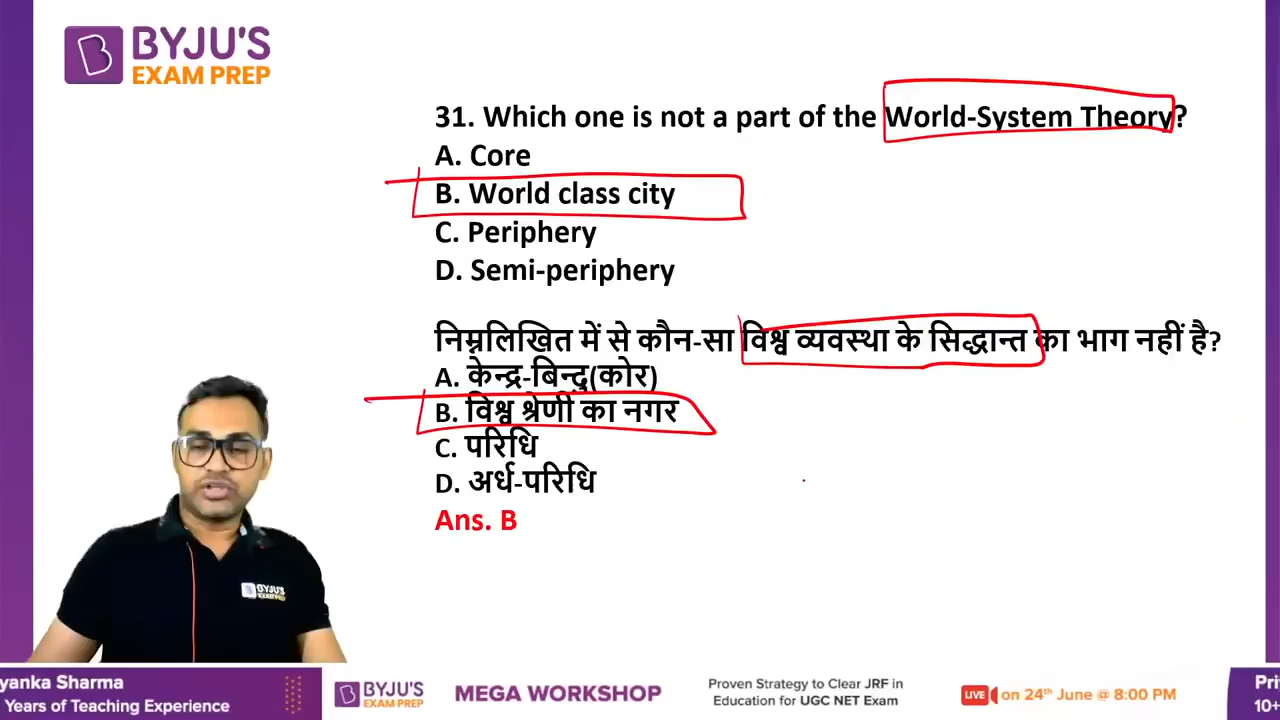 BYJU'S
EXAM PREP
31. Which one is not a part of the World-System Theory?
A. Core
B. World class city
C. Periphery
D. Semi-periphery
निम्नलिखित में से कौन-सा विश्व व्यवस्था के सिद्धान्त का भाग नहीं है?
A. केन्द्र-बिन्दु(कोर)
B. विश्व श्रेणी का नगर
C. परिधि
D. अर्ध-परिधि
Ans. B
BYJU'S
EXAM PREP
yanka Sharma
Years of Teaching Experience
BYJU'S
EXAM PREP
MEGA WORKSHOP
Proven Strategy to Clear JRF in
Education for UGC NET Exam
LIVE on 24th June @ 8:00 PM
Pri
10+